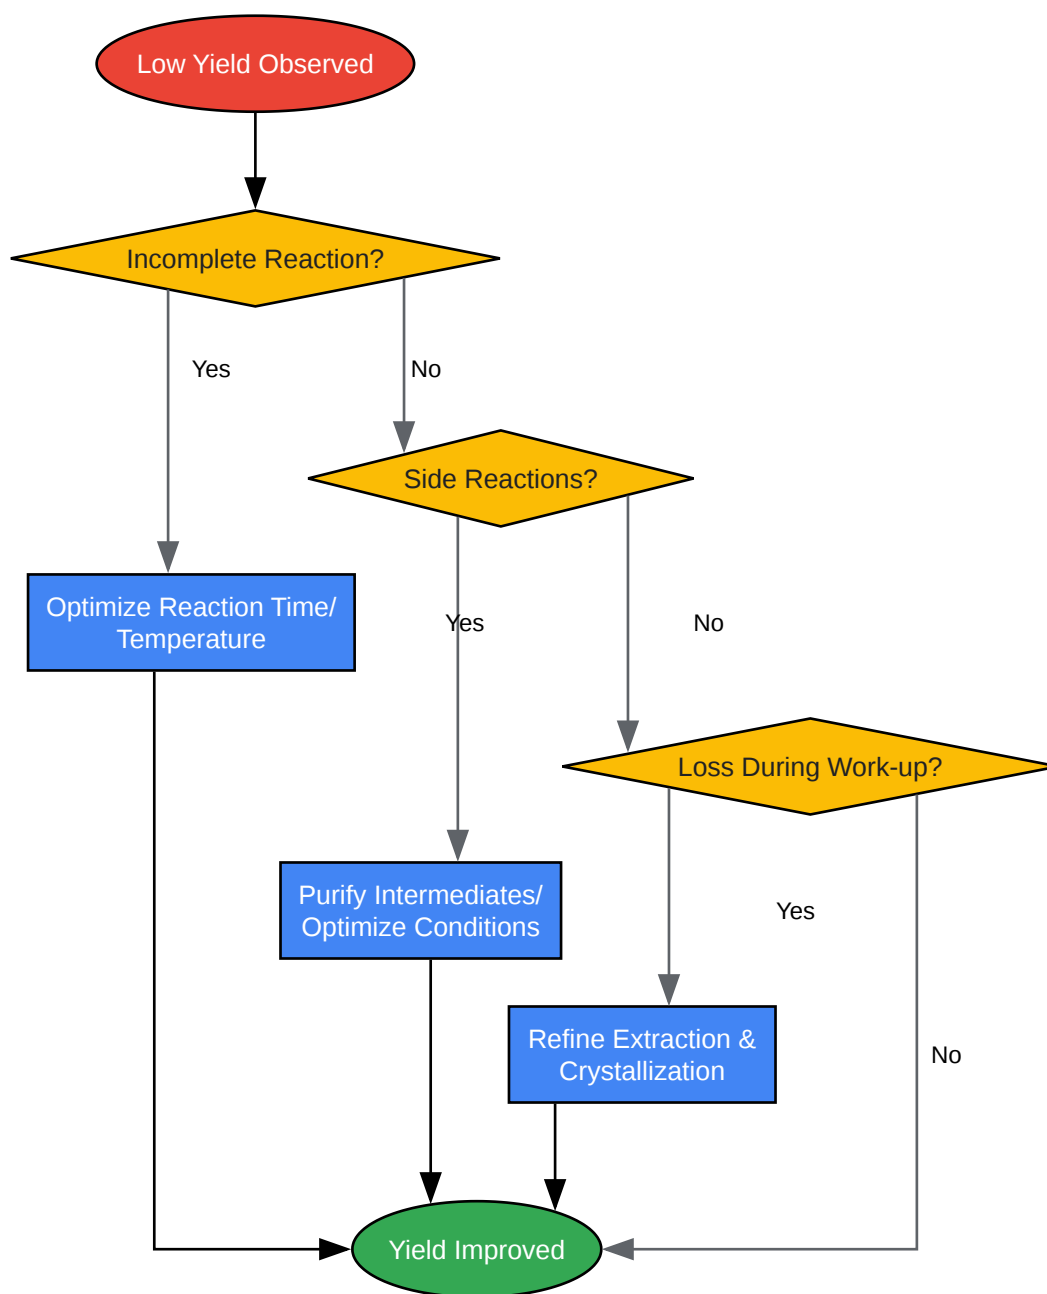 Low Yield Observed
Incomplete Reaction?
Yes
No
Side Reactions?
Optimize Reaction Time/
Temperature
Yes
No
Loss During Work-up?
Purify Intermediates/
Optimize Conditions
Yes
Refine Extraction &
Crystallization
No
Yield Improved